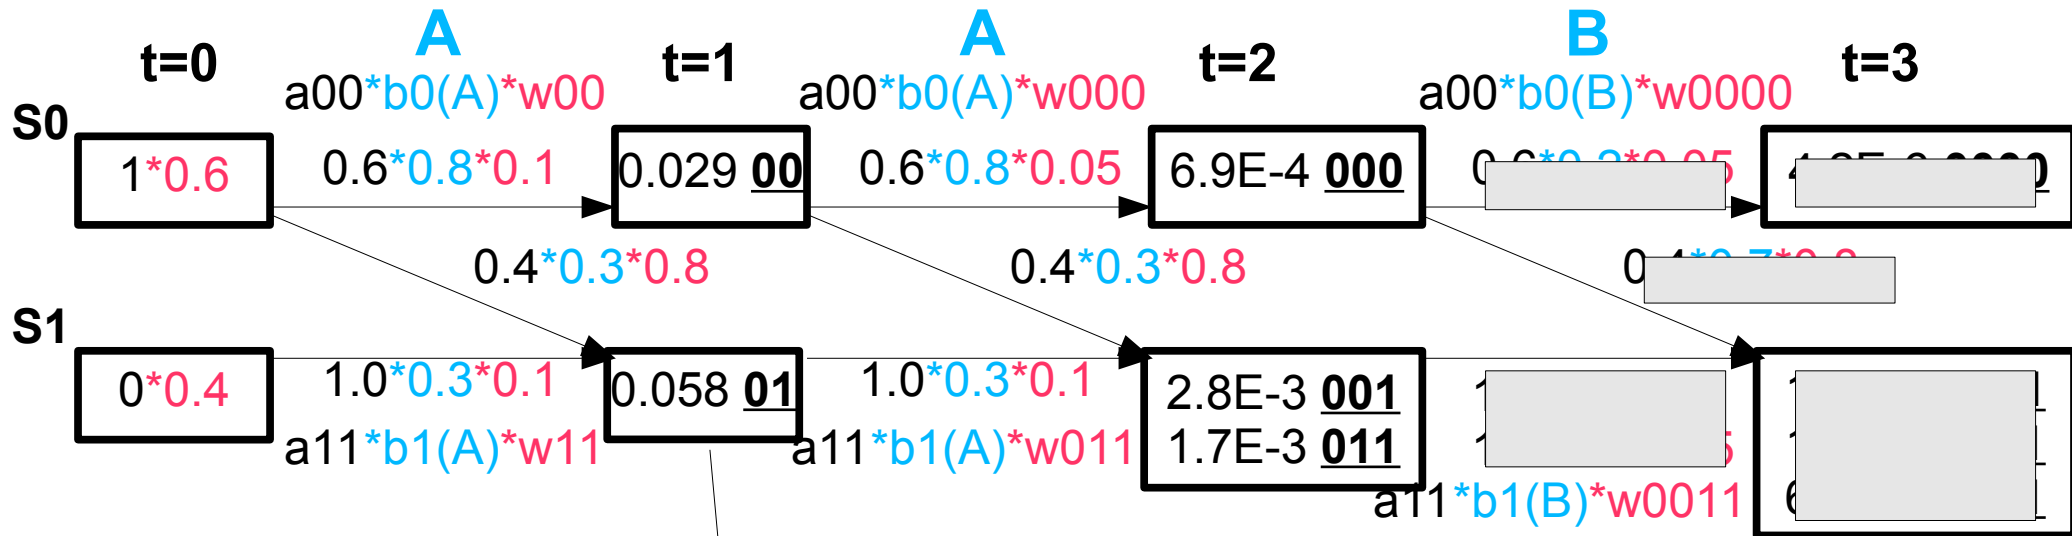 A A B
t=0 t=1 t=2 t=3
a00*b0(A)*w00 a00*b0(A)*w000 a00*b0(B)*w0000
S0
1*0.6 0.6*0.8*0.1 0.029 00 0.6*0.8*0.05 6.9E-4 000
0.4*0.3*0.8 0.4*0.3*0.8
S1
0*0.4 1.0*0.3*0.1 0.058 01 1.0*0.3*0.1 2.8E-3 001
a11*b1(A)*w11 a11*b1(A)*w011 1.7E-3 011
a11*b1(B)*w0011